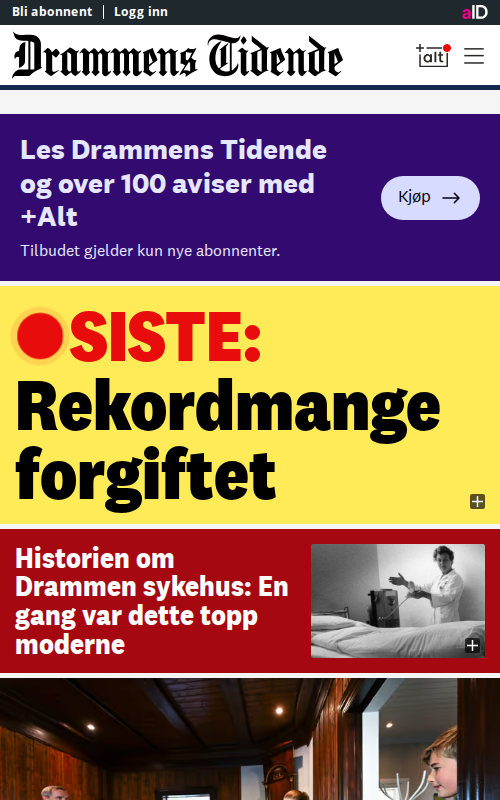 Bli abonnent
Logg inn
aID
Drammens Tidende
+alt
Les Drammens Tidende
og over 100 aviser med
+Alt
Tilbudet gjelder kun nye abonnenter.
Kjøp →
SISTE:
Rekordmange
forgiftet
Historien om
Drammen sykehus: En
gang var dette topp
moderne